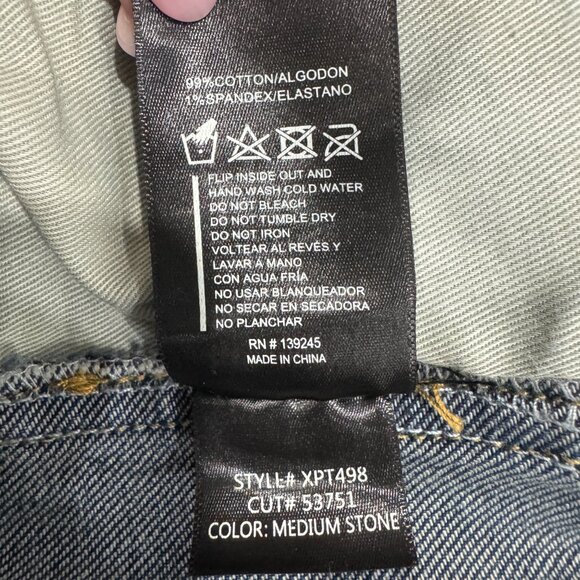 99%COTTON/ALGODON
1%SPANDEX/ELASTANO
FLIP INSIDE OUT AND
HAND WASH COLD WATER
DO NOT BLEACH
DO NOT TUMBLE DRY
DO NOT IRON
VOLTEAR AL REVÉS Y
LAVAR A MANO
CON AGUA FRÍA
NO USAR BLANQUEADOR
NO SECAR EN SECADORA
NO PLANCHAR
RN # 139245
MADE IN CHINA
STYLE# XPT498
CUT# 53751
COLOR: MEDIUM STONE